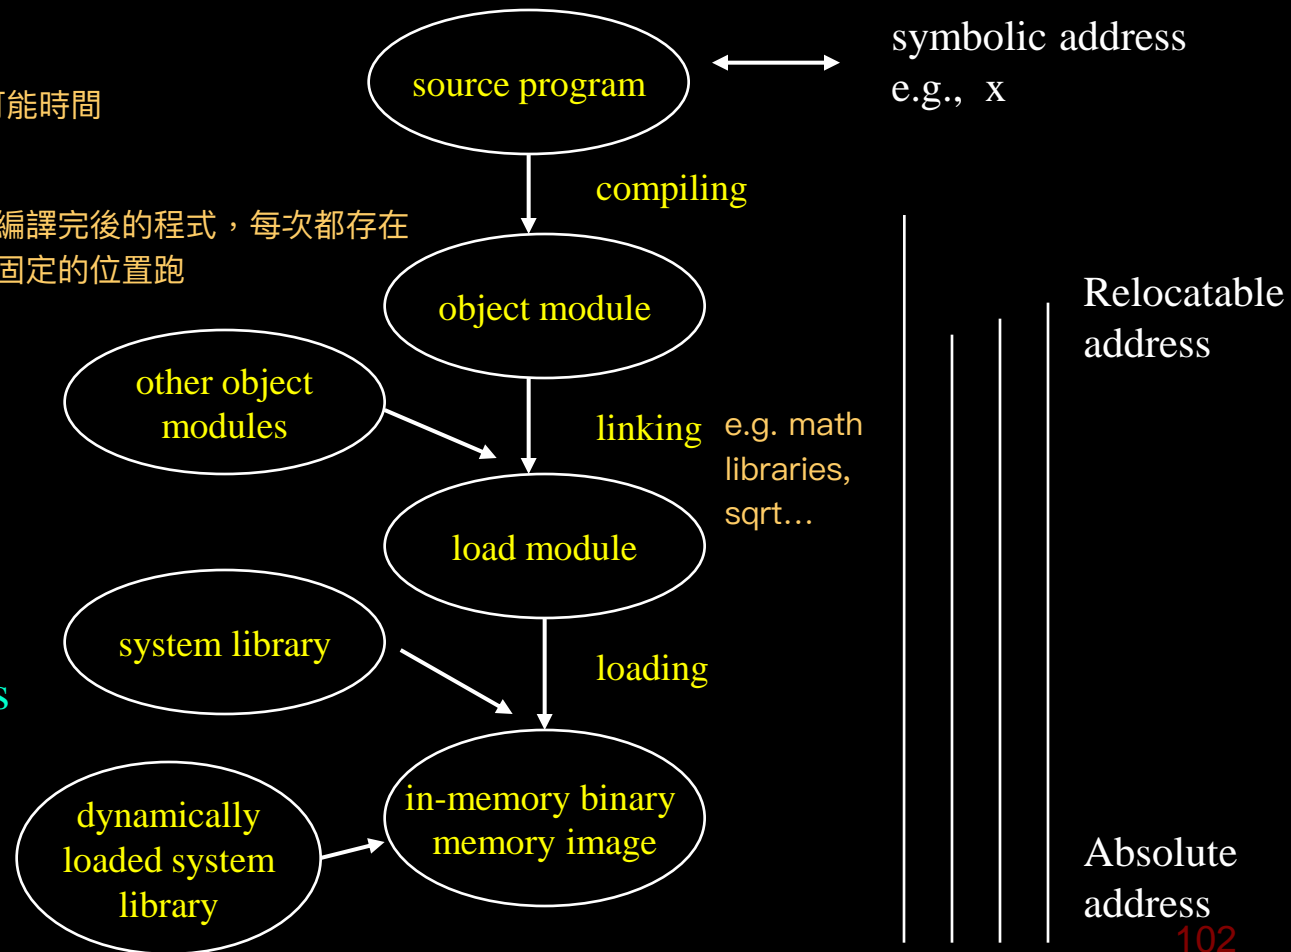 source program
symbolic address
e.g., x
能時間
compiling
編譯完後的程式，每次都存在
固定的位置跑
object module
Relocatable
address
other object
modules
linking
e.g. math
libraries,
sqrt...
load module
system library
loading
s
dynamically
loaded system
library
in-memory binary
memory image
Absolute
address
102